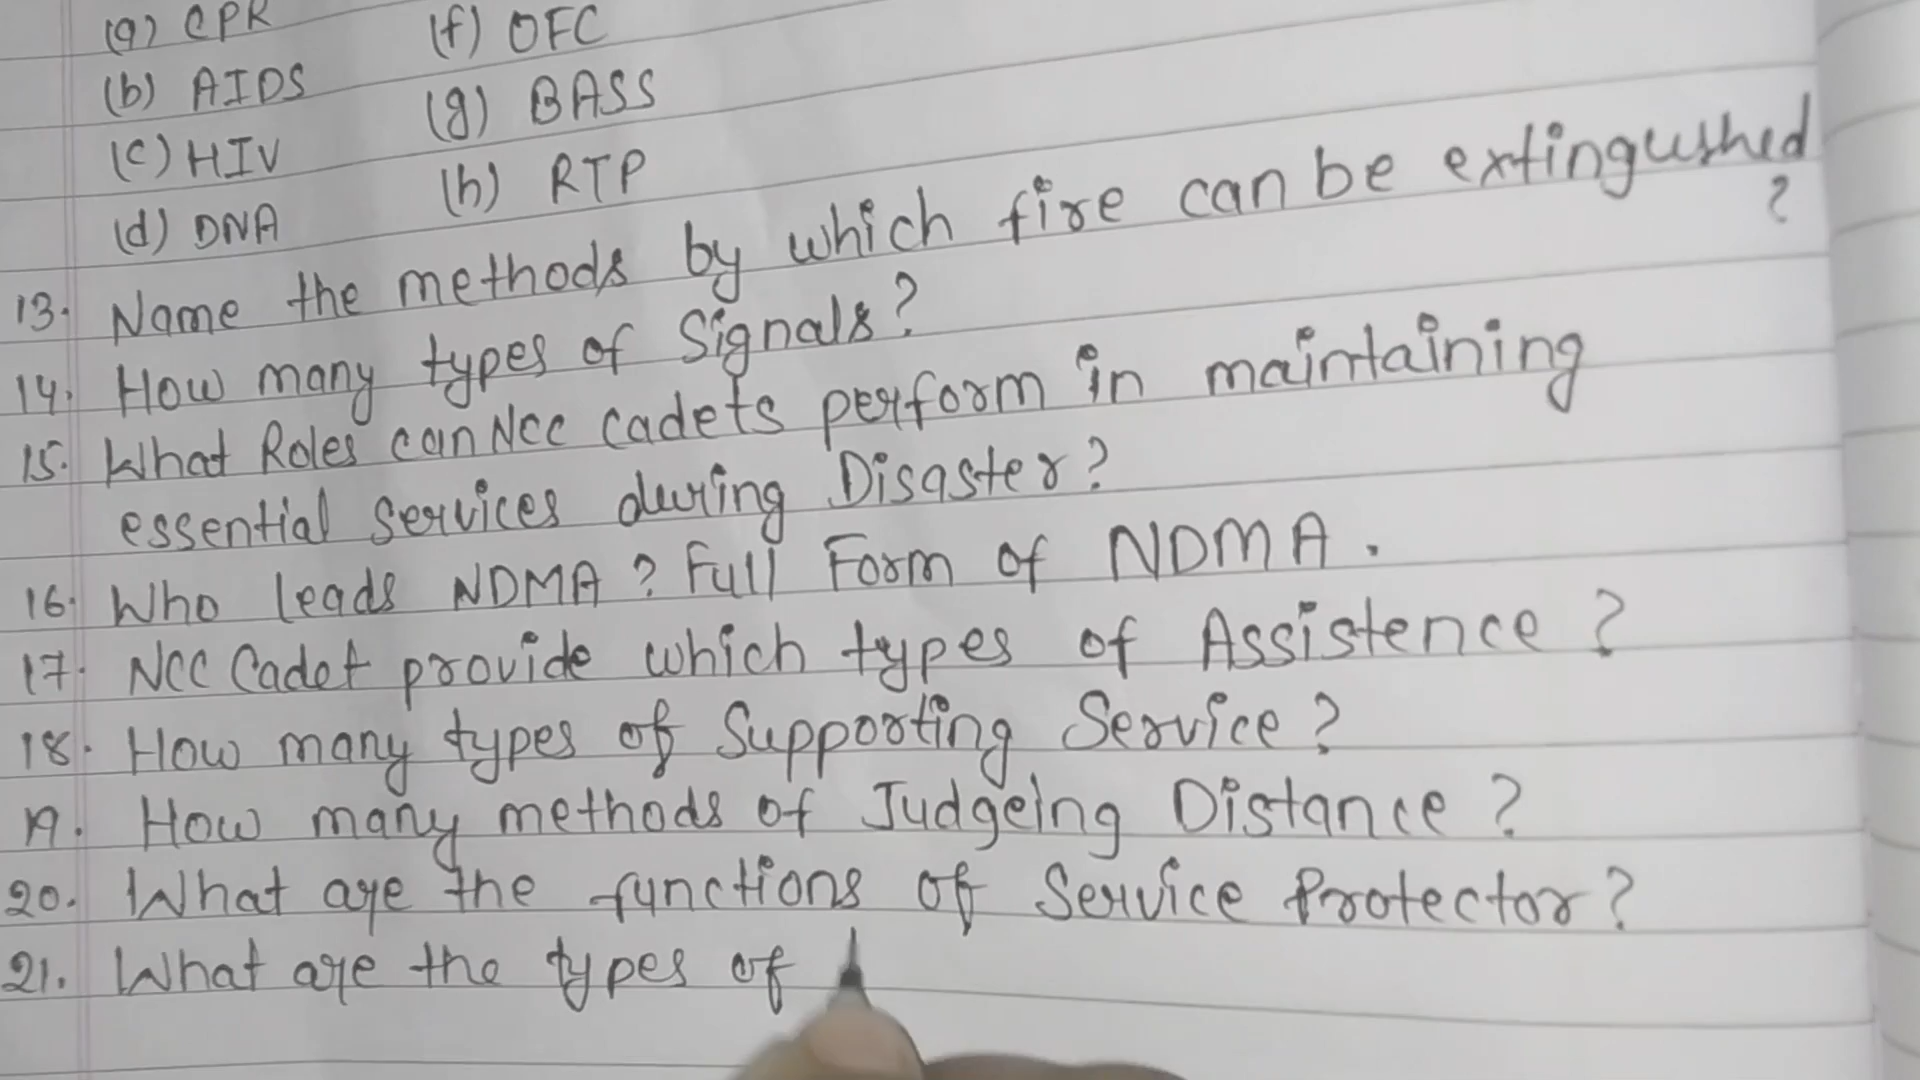 (a) CPR (f) OFC
(b) AIDS (g) BASS
(c) HIV (h) RTP
(d) DNA
13. Name the methods by which fire can be extinguished
?
14. How many types of Signals?
15. What Roles can Ncc cadets perform in maintaining
essential services during Disaster?
16. Who leads NDMA? Full Form of NDMA.
17. NCC Cadet provide which types of Assistence?
18. How many types of Supporting Service?
19. How many methods of Judgeing Distance?
20. What are the functions of Service Protector?
21. What are the types of